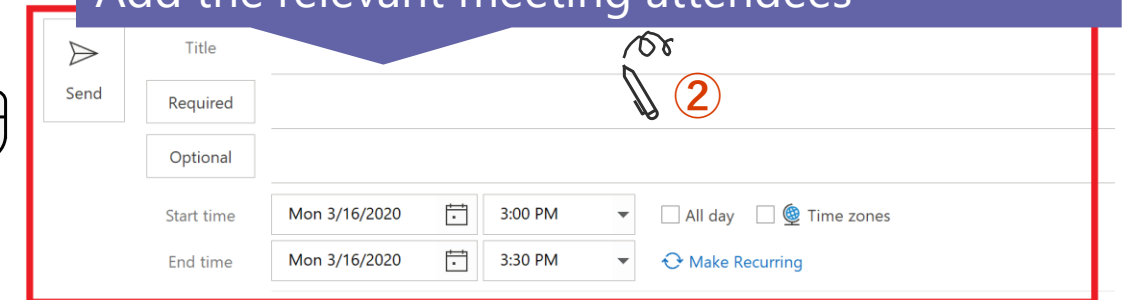 Add the relevant meeting attendees
Title
Send
Required
②
Optional
Start time Mon 3/16/2020 3:00 PM All day Time zones
End time Mon 3/16/2020 3:30 PM Make Recurring